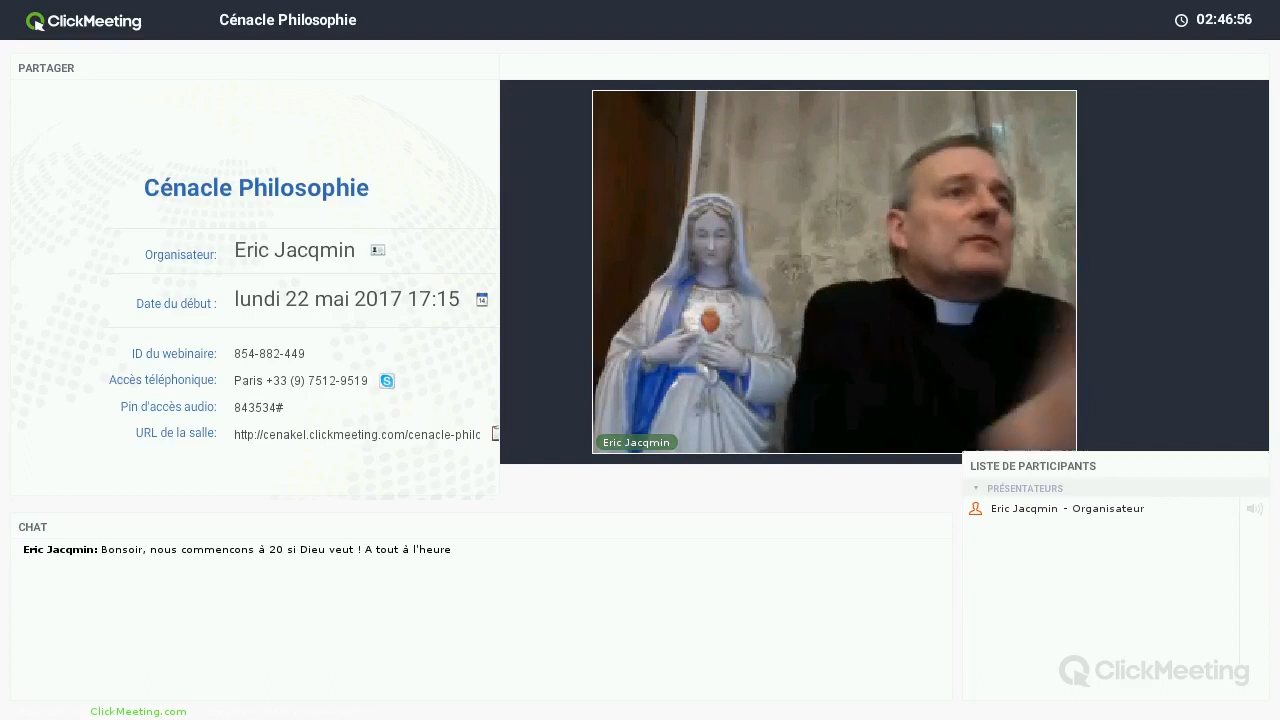 ClickMeeting
Cénacle Philosophie
02:46:56
PARTAGER
Cénacle Philosophie
Organisateur: Eric Jacqmin
Date du début : lundi 22 mai 2017 17:15
14
ID du webinaire: 854-882-449
Accès téléphonique: Paris +33 (9) 7512-9519
Pin d'accès audio: 843534#
URL de la salle: http://cenakel.clickmeeting.com/cenacle-philo
Eric Jacqmin
LISTE DE PARTICIPANTS
PRÉSENTATEURS
Eric Jacqmin - Organisateur
CHAT
Eric Jacqmin: Bonsoir, nous commencons à 20 si Dieu veut ! A tout à l'heure
ClickMeeting
ClickMeeting.com